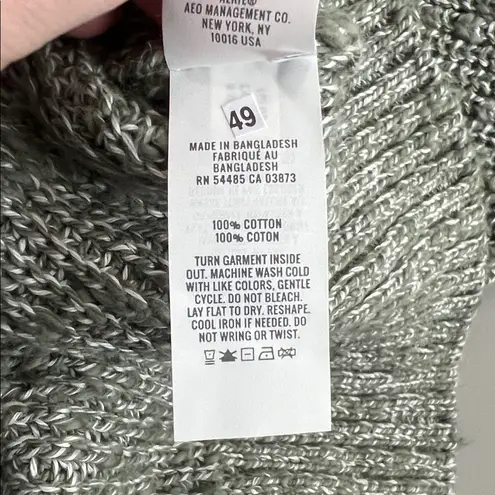 AERIE®
AEO MANAGEMENT CO.
NEW YORK, NY
10016 USA
49
MADE IN BANGLADESH
FABRIQUÉ AU
BANGLADESH
RN 54485 CA 03873
100% COTTON
100% COTON
TURN GARMENT INSIDE
OUT. MACHINE WASH COLD
WITH LIKE COLORS, GENTLE
CYCLE. DO NOT BLEACH.
LAY FLAT TO DRY. RESHAPE.
COOL IRON IF NEEDED. DO
NOT WRING OR TWIST.